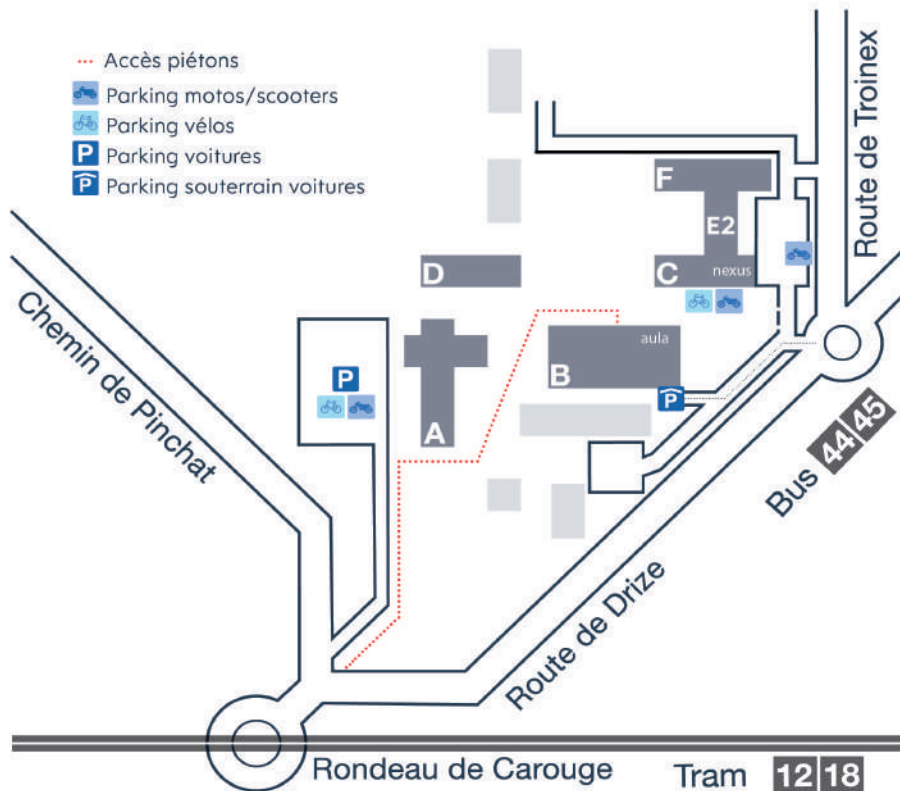 Accès piétons
Parking motos/scooters
Parking vélos
P Parking voitures
P Parking souterrain voitures
Route de Troinex
F
E2
D
C nexus
Chemin de Pinchat
aula
B
P
P
A
Bus 44 45
Route de Drize
Rondeau de Carouge
Tram 12 18